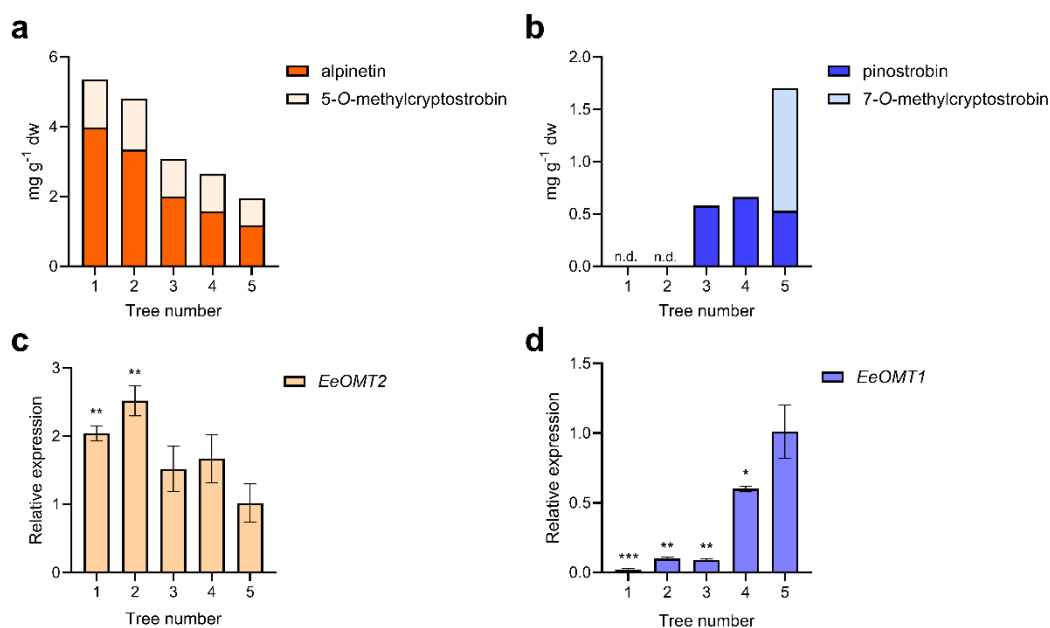 a
mg g⁻¹ dw
6
4
2
0
1 2 3 4 5
Tree number
alpinetin
5-O-methylcryptostrobin
b
mg g⁻¹ dw
2.0
1.5
1.0
0.5
0.0
n.d. n.d.
1 2 3 4 5
Tree number
pinostrobin
7-O-methylcryptostrobin
c
Relative expression
3
2
1
0
** **
1 2 3 4 5
Tree number
EeOMT2
d
Relative expression
1.5
1.0
0.5
0.0
*** ** ** *
1 2 3 4 5
Tree number
EeOMT1